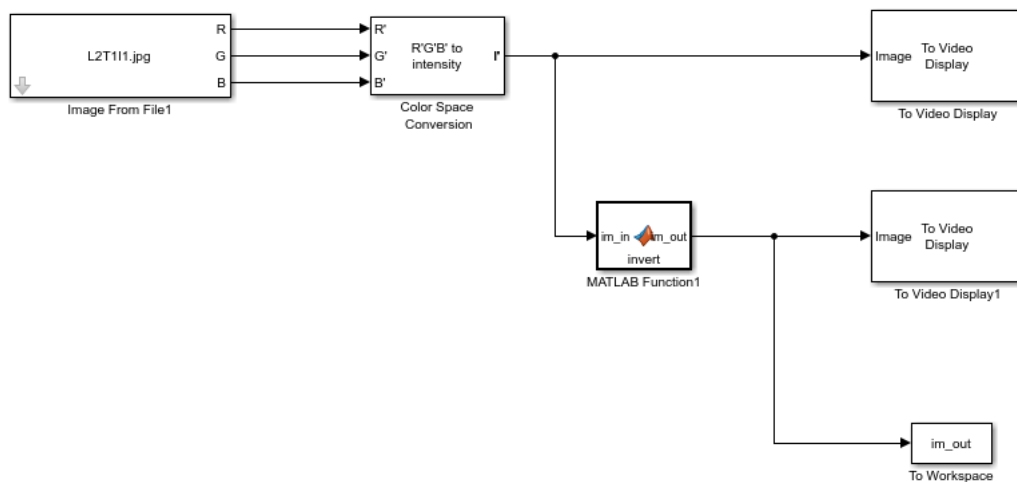 R
L2T1I1.jpg
G
B
Image From File1
R'
G'
B'
R'G'B' to
intensity
I'
Color Space
Conversion
Image
To Video
Display
To Video Display
im_in
im_out
invert
MATLAB Function1
Image
To Video
Display
To Video Display1
im_out
To Workspace